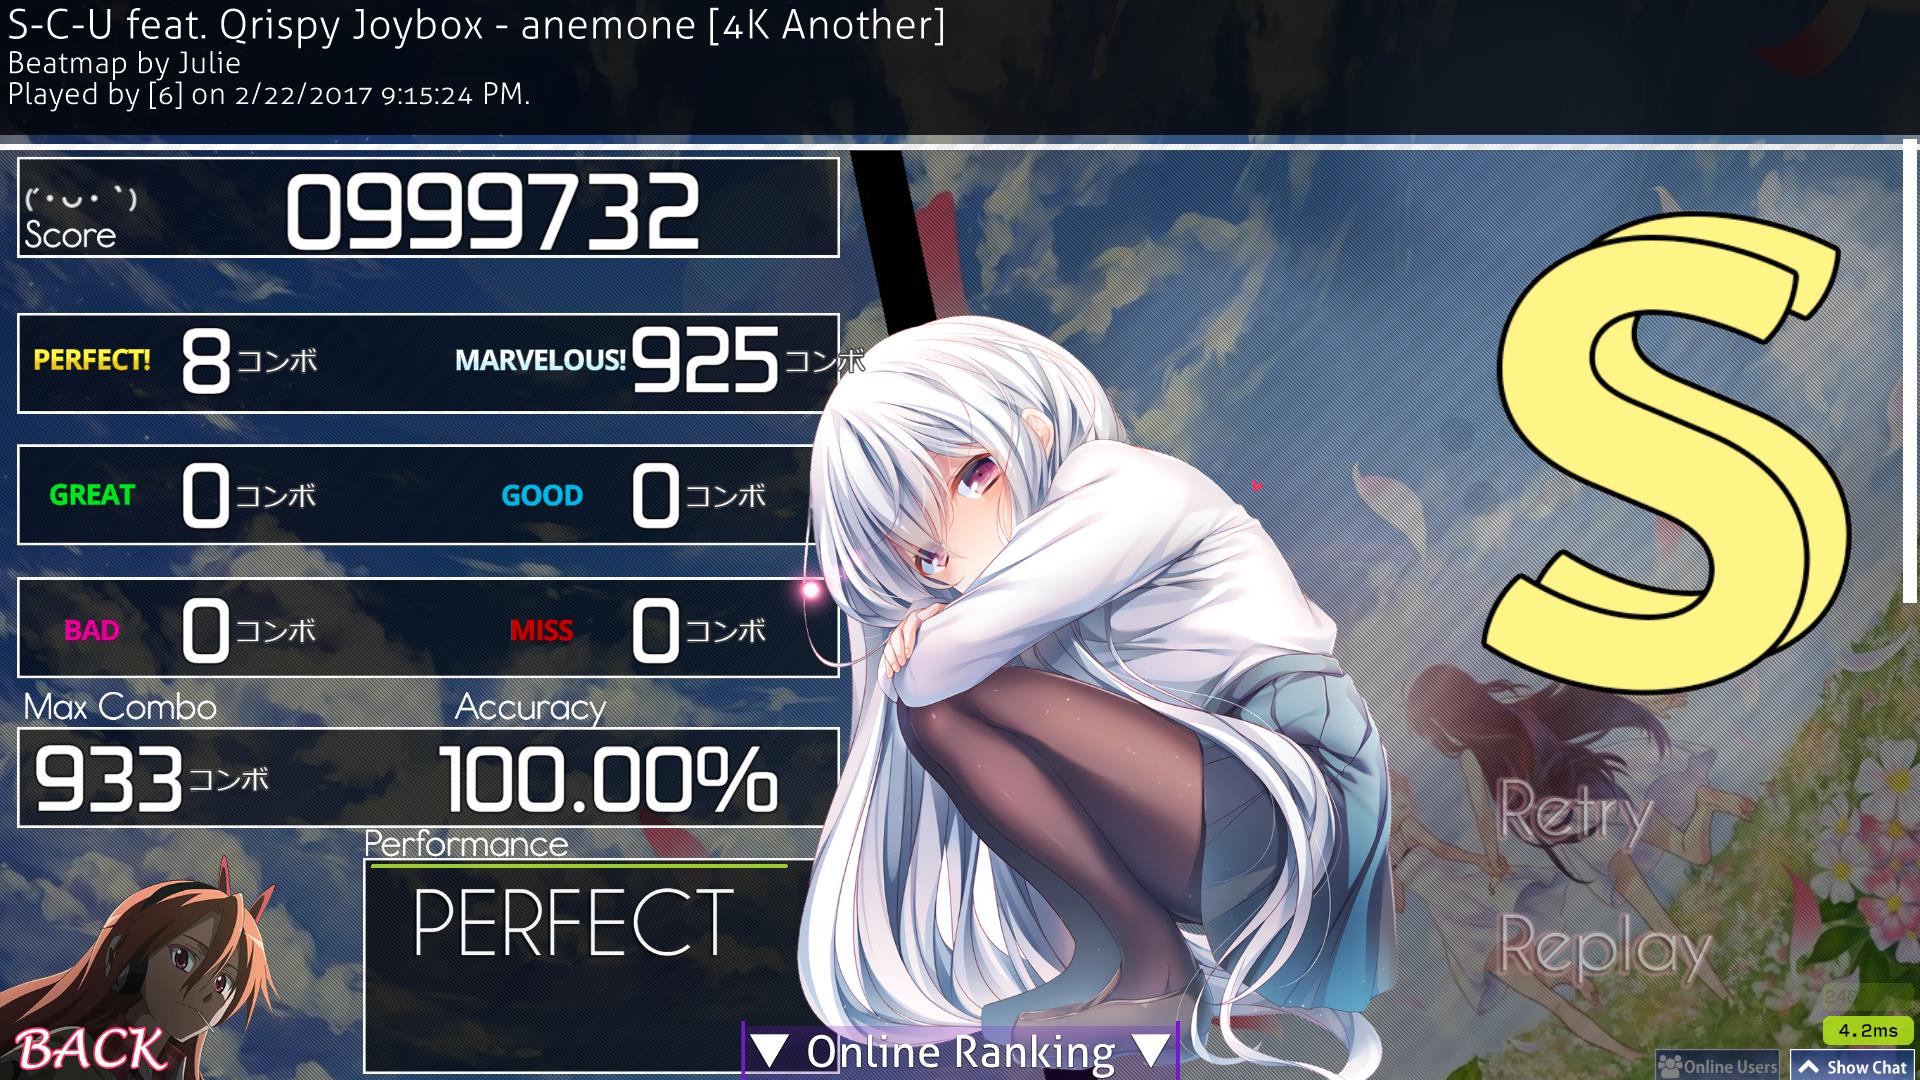 S-C-U feat. Qrispy Joybox - anemone [4K Another]
Beatmap by Julie
Played by [6] on 2/22/2017 9:15:24 PM.
(´・ᴗ・`)
Score
0999732
PERFECT! 8コンボ MARVELOUS! 925コンボ
GREAT 0コンボ GOOD 0コンボ
BAD 0コンボ MISS 0コンボ
Max Combo Accuracy
933コンボ 100.00%
Performance
PERFECT
S
Retry
Replay
BACK
▼ Online Ranking ▼
4.2ms
Online Users
Show Chat